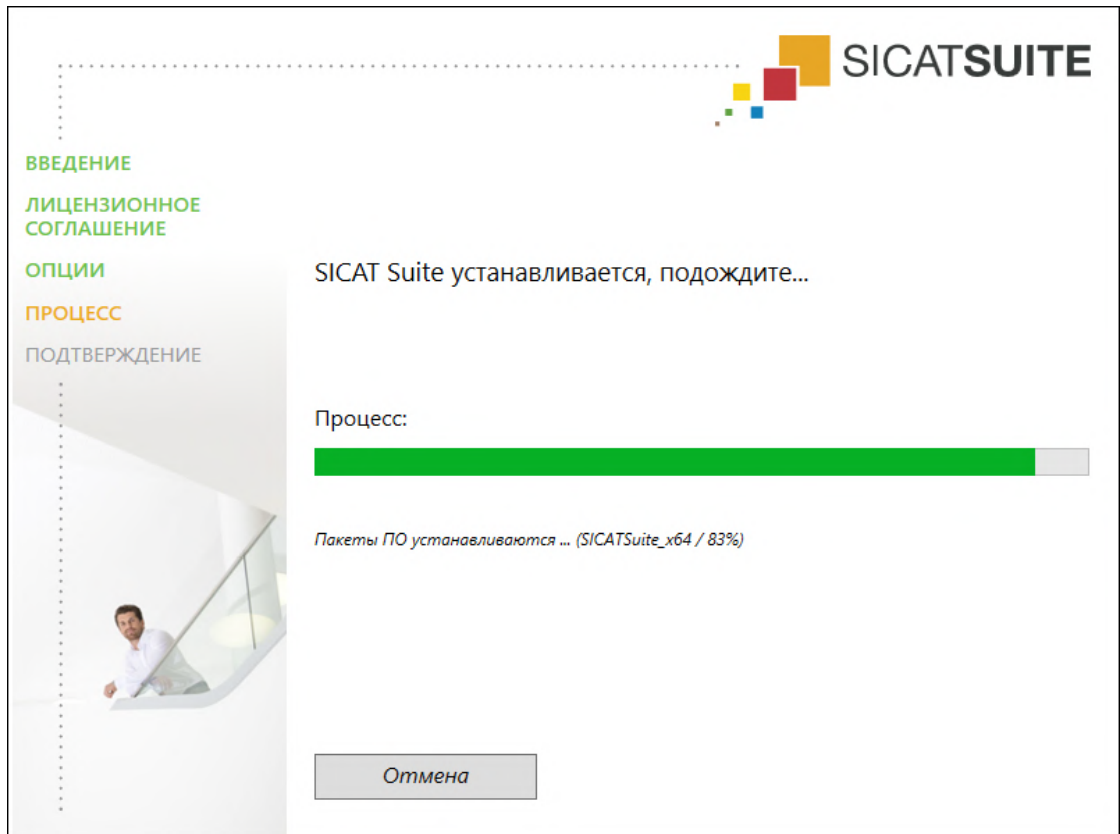 SICATSUITE
ВВЕДЕНИЕ
ЛИЦЕНЗИОННОЕ
СОГЛАШЕНИЕ
ОПЦИИ
ПРОЦЕСС
ПОДТВЕРЖДЕНИЕ
SICAT Suite устанавливается, подождите...
Процесс:
Пакеты ПО устанавливаются ... (SICATSuite_x64 / 83%)
Отмена